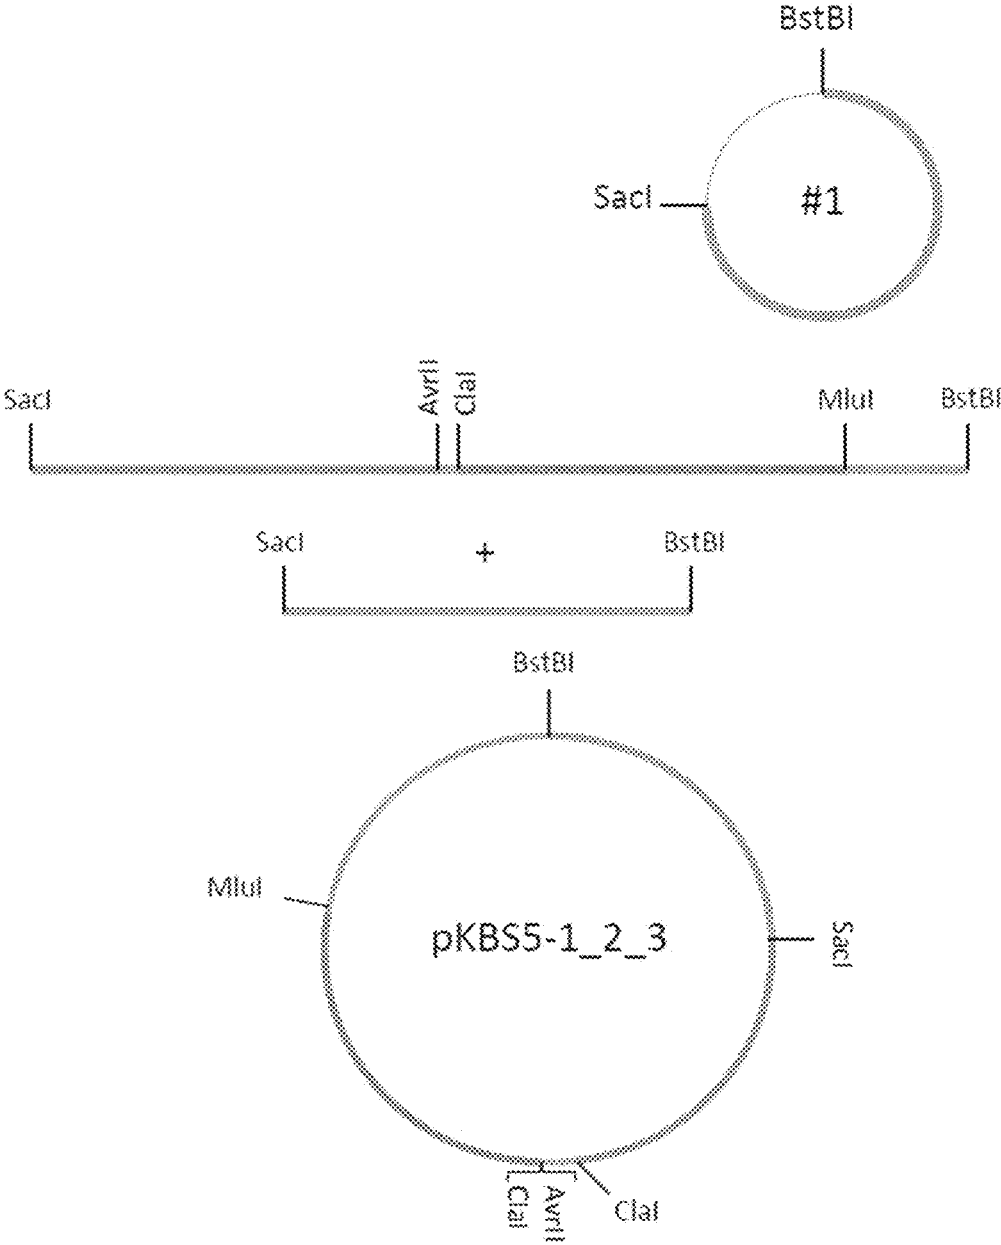 BstBI
SacI
#1
AvrII
ClaI
SacI
MluI
BstBI
SacI
+
BstBI
BstBI
MluI
pKBS5-1_2_3
SacI
ClaI
AvrII
ClaI